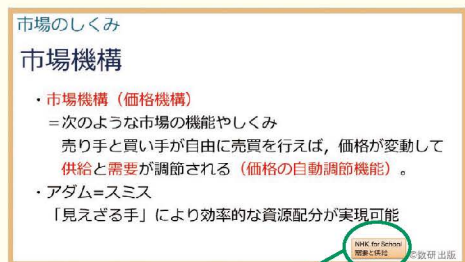 市場のしくみ
市場機構
・市場機構（価格機構）
＝次のような市場の機能やしくみ
売り手と買い手が自由に売買を行えば，価格が変動して
供給と需要が調節される（価格の自動調節機能）。
・アダム=スミス
「見えざる手」により効率的な資源配分が実現可能
NHK for School
需要と供給
©数研出版